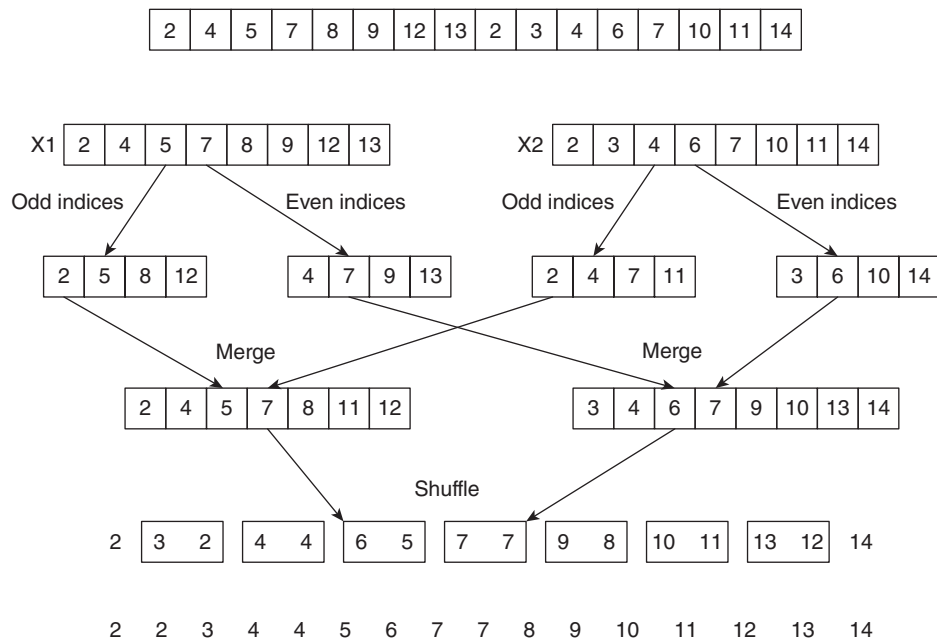 2 4 5 7 8 9 12 13 2 3 4 6 7 10 11 14
X1 2 4 5 7 8 9 12 13 X2 2 3 4 6 7 10 11 14
Odd indices Even indices Odd indices Even indices
2 5 8 12 4 7 9 13 2 4 7 11 3 6 10 14
Merge Merge
2 4 5 7 8 11 12 3 4 6 7 9 10 13 14
Shuffle
2 3 2 4 4 6 5 7 7 9 8 10 11 13 12 14
2 2 3 4 4 5 6 7 7 8 9 10 11 12 13 14